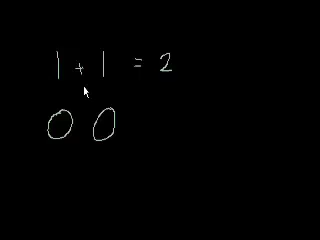 1 + 1 = 2